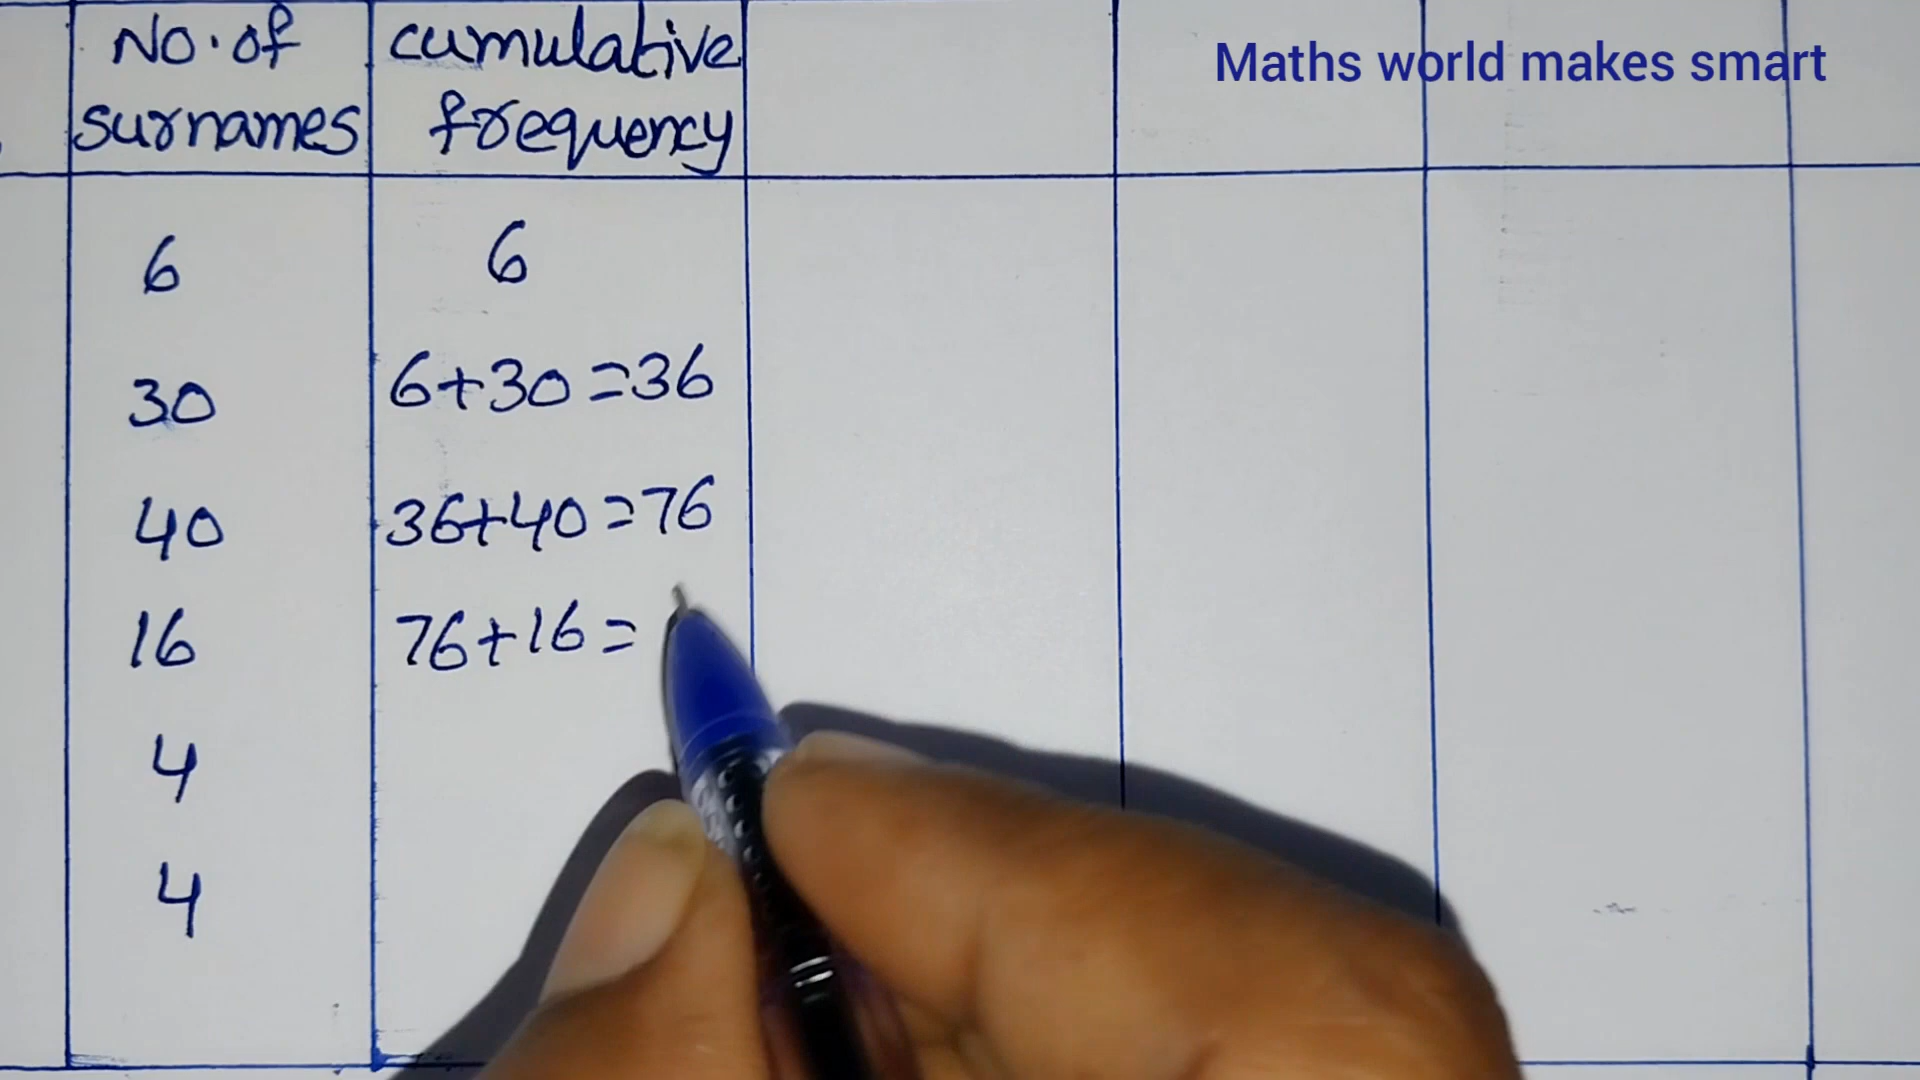 No. of
surnames
cumulative
frequency
Maths world makes smart
6
6
30
6+30=36
40
36+40=76
16
76+16=
4
4